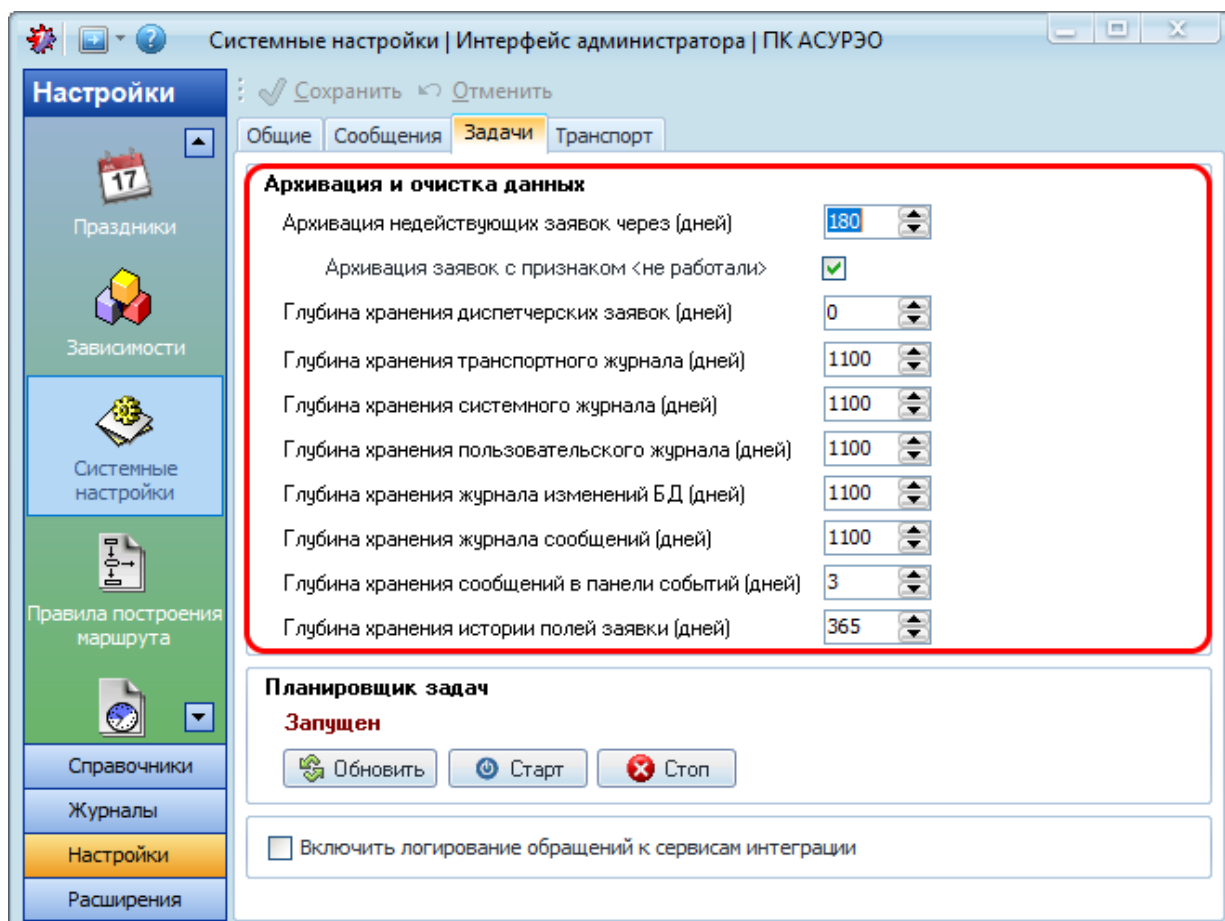 Системные настройки | Интерфейс администратора | ПК АСУРЭО
Настройки
Сохранить Отменить
Общие Сообщения Задачи Транспорт
17
Праздники
Зависимости
Системные
настройки
Правила построения
маршрута
Справочники
Журналы
Настройки
Расширения
Архивация и очистка данных
Архивация недействующих заявок через (дней) 180
Архивация заявок с признаком <не работали>
Глубина хранения диспетчерских заявок (дней) 0
Глубина хранения транспортного журнала (дней) 1100
Глубина хранения системного журнала (дней) 1100
Глубина хранения пользовательского журнала (дней) 1100
Глубина хранения журнала изменений БД (дней) 1100
Глубина хранения журнала сообщений (дней) 1100
Глубина хранения сообщений в панели событий (дней) 3
Глубина хранения истории полей заявки (дней) 365
Планировщик задач
Запущен
Обновить Старт Стоп
Включить логирование обращений к сервисам интеграции